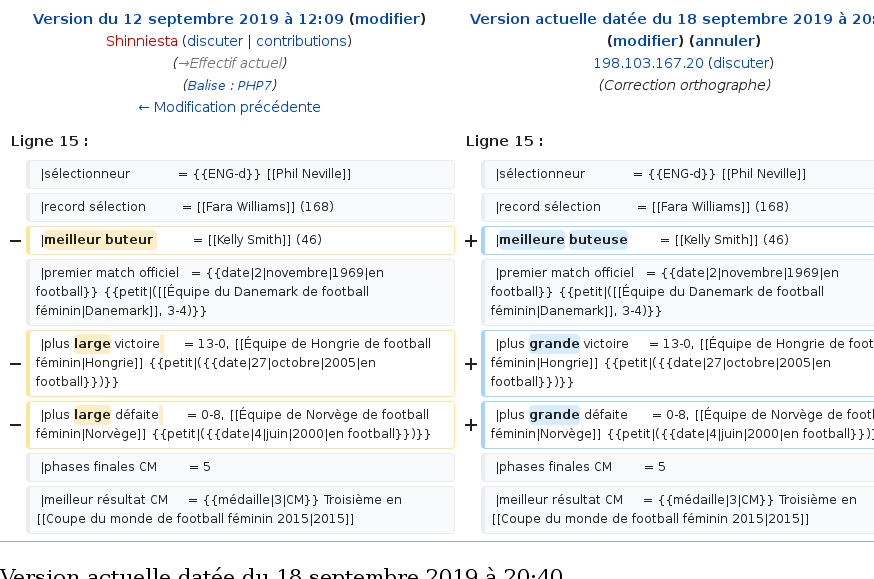 Version du 12 septembre 2019 à 12:09 (modifier)
Shinniesta (discuter | contributions)
(→Effectif actuel)
(Balise : PHP7)
← Modification précédente
Version actuelle datée du 18 septembre 2019 à 20:
(modifier) (annuler)
198.103.167.20 (discuter)
(Correction orthographe)
Ligne 15 :
Ligne 15 :
|sélectionneur = {{ENG-d}} [[Phil Neville]]
|sélectionneur = {{ENG-d}} [[Phil Neville]]
|record sélection = [[Fara Williams]] (168)
|record sélection = [[Fara Williams]] (168)
− |meilleur buteur = [[Kelly Smith]] (46)
+ |meilleure buteuse = [[Kelly Smith]] (46)
|premier match officiel = {{date|2|novembre|1969|en
football}} {{petit|([[Équipe du Danemark de football
féminin|Danemark]], 3-4)}}
|premier match officiel = {{date|2|novembre|1969|en
football}} {{petit|([[Équipe du Danemark de football
féminin|Danemark]], 3-4)}}
− |plus large victoire = 13-0, [[Équipe de Hongrie de football
féminin|Hongrie]] {{petit|({{date|27|octobre|2005|en
football}})}}
+ |plus grande victoire = 13-0, [[Équipe de Hongrie de foot
féminin|Hongrie]] {{petit|({{date|27|octobre|2005|en
football}})}}
− |plus large défaite = 0-8, [[Équipe de Norvège de football
féminin|Norvège]] {{petit|({{date|4|juin|2000|en football}})}}
+ |plus grande défaite = 0-8, [[Équipe de Norvège de footl
féminin|Norvège]] {{petit|({{date|4|juin|2000|en football}})}
|phases finales CM = 5
|phases finales CM = 5
|meilleur résultat CM = {{médaille|3|CM}} Troisième en
[[Coupe du monde de football féminin 2015|2015]]
|meilleur résultat CM = {{médaille|3|CM}} Troisième en
[[Coupe du monde de football féminin 2015|2015]]
Version actuelle datée du 18 septembre 2019 à 20:40